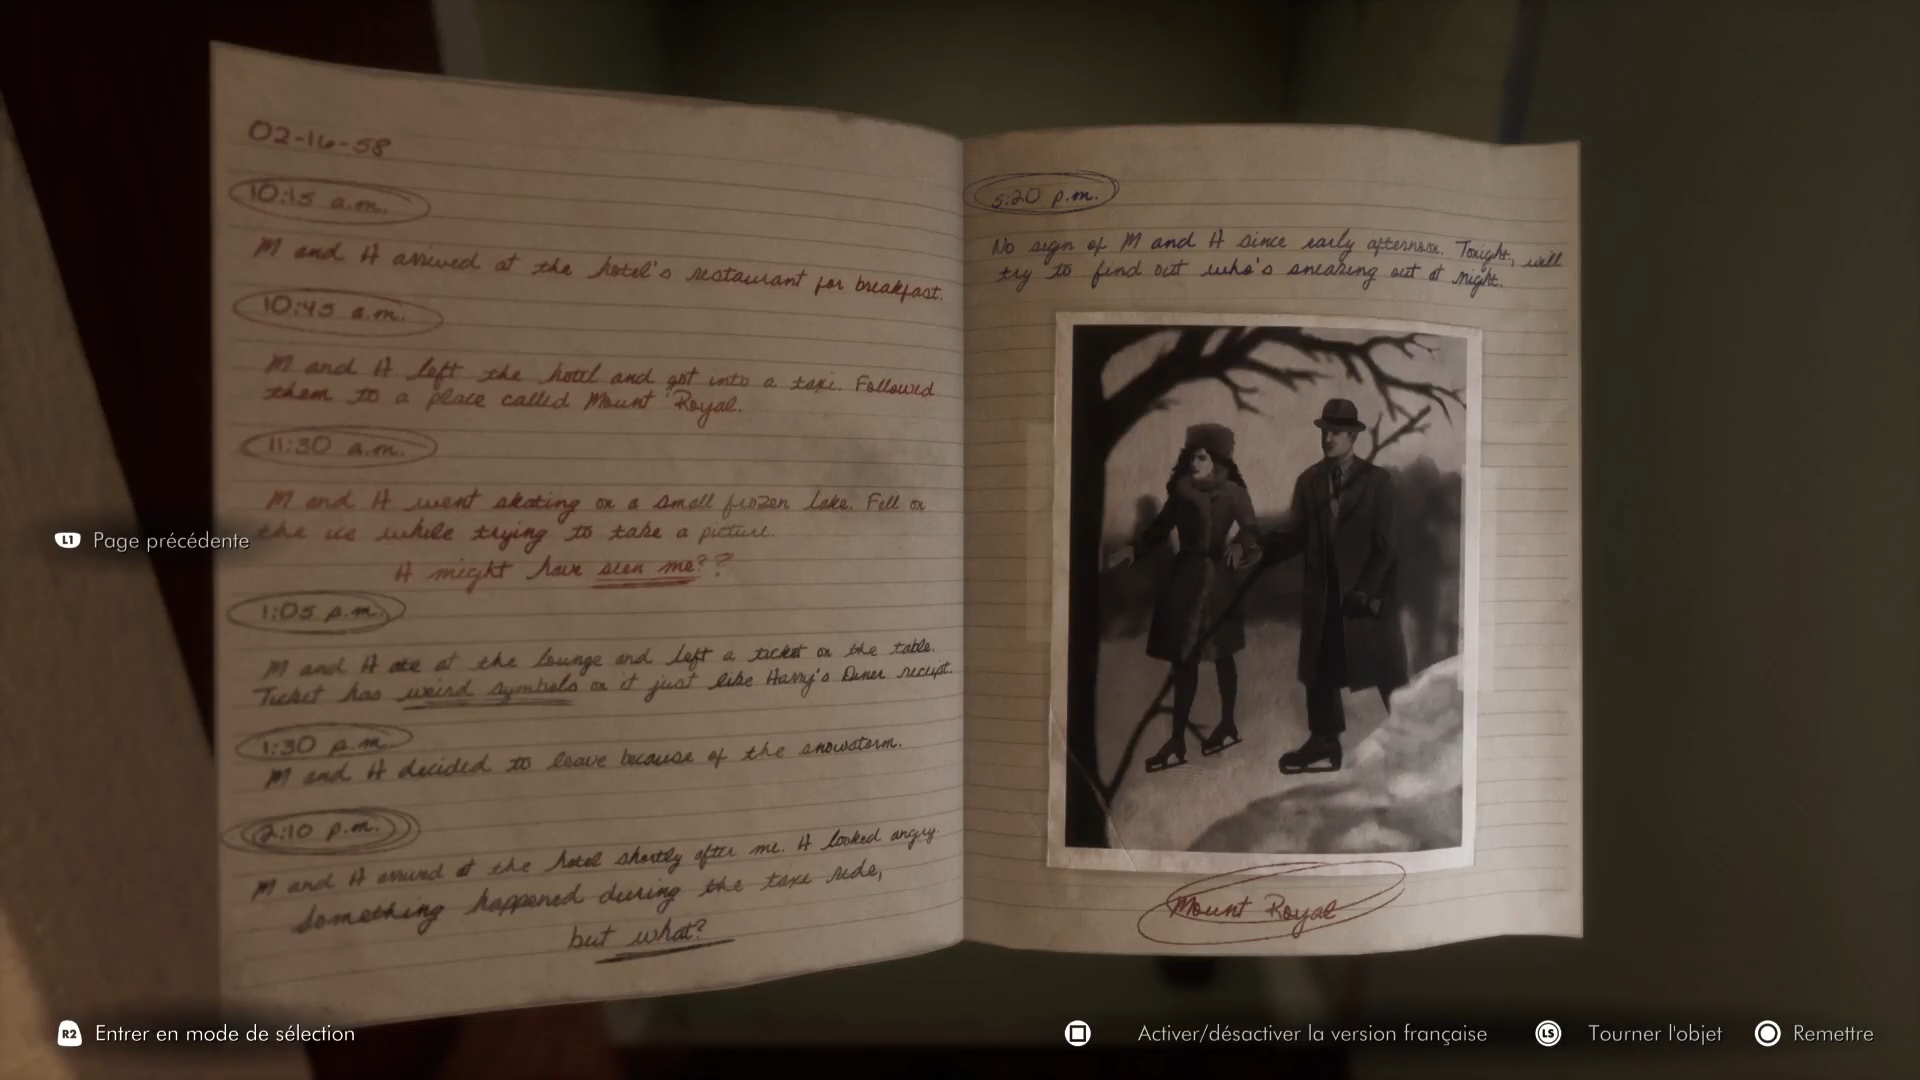 02-16-58
10:15 a.m.
M and H arrived at the hotel's restaurant for breakfast.
10:45 a.m.
M and H left the hotel and got into a taxi. Followed
them to a place called Mount Royal.
11:30 a.m.
M and H went skating on a small frozen lake. Fell on
the ice while trying to take a picture.
H might have seen me??
1:05 p.m.
M and H ate at the lounge and left a ticket on the table.
Ticket has weird symbols on it just like Harry's Diner receipt.
1:30 p.m.
M and H decided to leave because of the snowstorm.
2:10 p.m.
M and H arrived at the hotel shortly after me. H looked angry.
Something happened during the taxi ride,
but what?
5:20 p.m.
No sign of M and H since early afternoon. Tonight, will
try to find out who's sneaking out at night.
Mount Royal
L1 Page précédente
R2 Entrer en mode de sélection
Activer/désactiver la version française
LS Tourner l'objet
Remettre